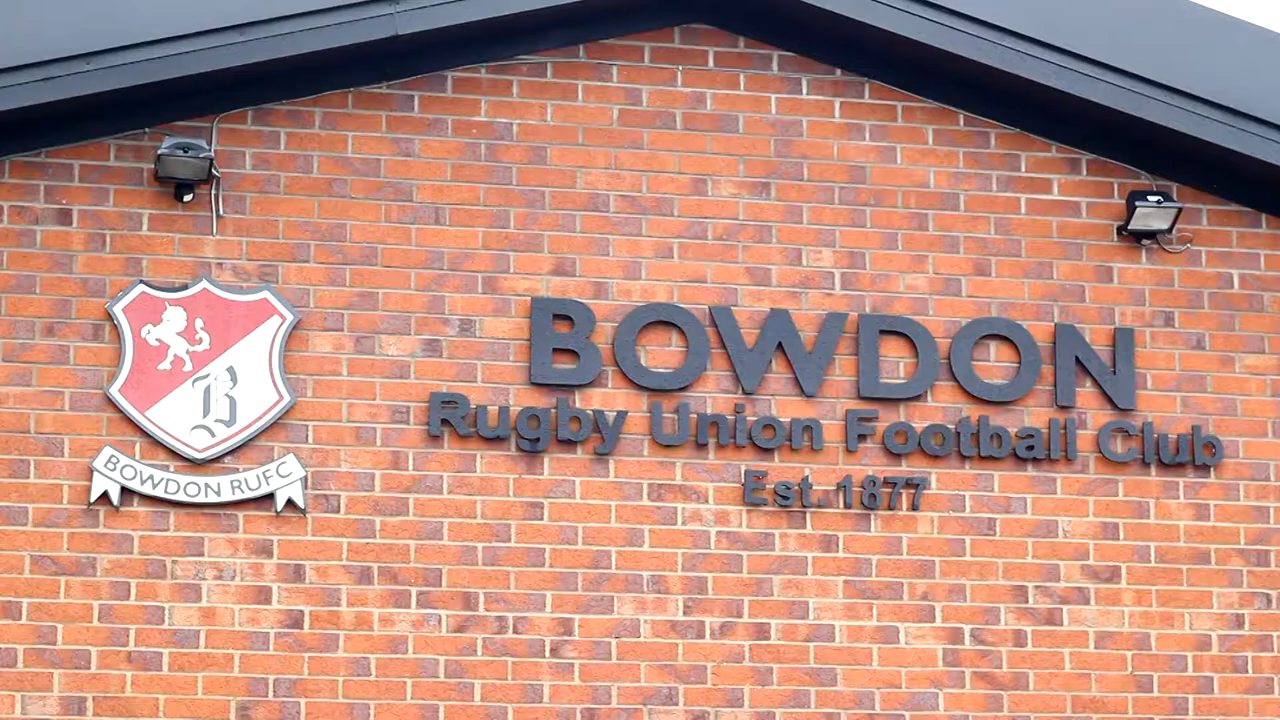 BOWDON
Rugby Union Football Club
Est. 1877
B
BOWDON RUFC